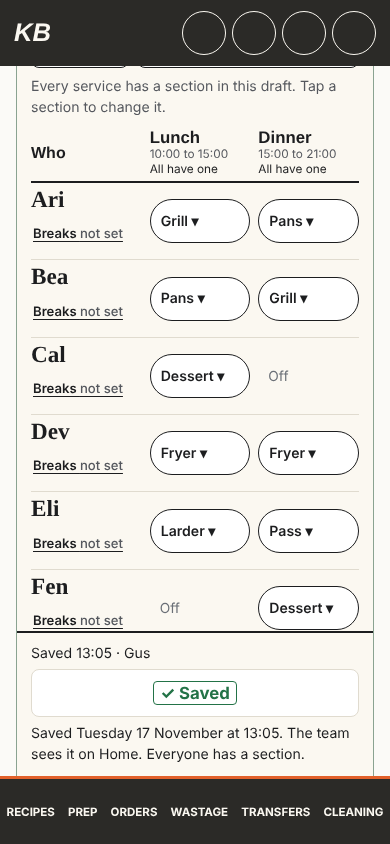 KB
Every service has a section in this draft. Tap a
section to change it.
Who
Lunch
10:00 to 15:00
All have one
Dinner
15:00 to 21:00
All have one
Ari
Breaks not set
Grill ▾
Pans ▾
Bea
Breaks not set
Pans ▾
Grill ▾
Cal
Breaks not set
Dessert ▾
Off
Dev
Breaks not set
Fryer ▾
Fryer ▾
Eli
Breaks not set
Larder ▾
Pass ▾
Fen
Breaks not set
Off
Dessert ▾
Saved 13:05 · Gus
✓ Saved
Saved Tuesday 17 November at 13:05. The team
sees it on Home. Everyone has a section.
RECIPES PREP ORDERS WASTAGE TRANSFERS CLEANING